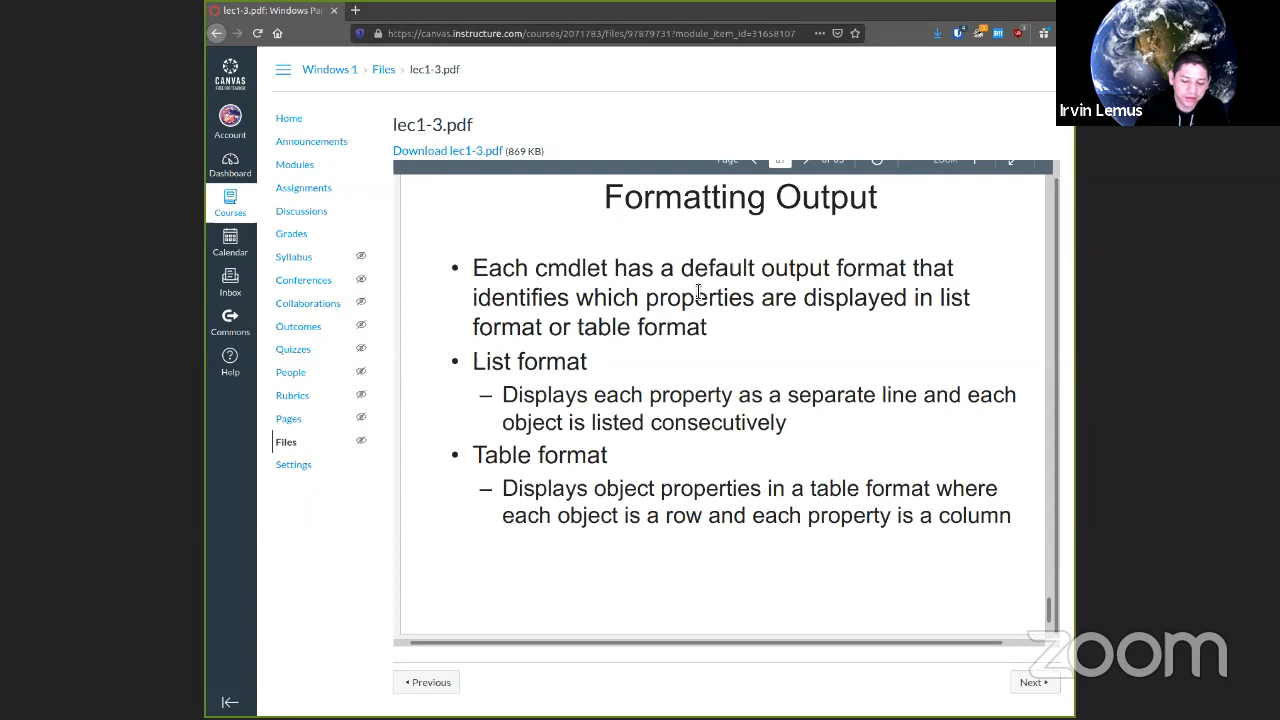 lec1-3.pdf: Windows Par
https://canvas.instructure.com/courses/2071783/files/97879731?module_item_id=31658107
Irvin Lemus
CANVAS
FREE FOR TEACHER
Account
Dashboard
Courses
Calendar
Inbox
Commons
Help
Windows 1 › Files › lec1-3.pdf
Home
Announcements
Modules
Assignments
Discussions
Grades
Syllabus
Conferences
Collaborations
Outcomes
Quizzes
People
Rubrics
Pages
Files
Settings
lec1-3.pdf
Download lec1-3.pdf (869 KB)
Formatting Output
• Each cmdlet has a default output format that
identifies which properties are displayed in list
format or table format
• List format
– Displays each property as a separate line and each
object is listed consecutively
• Table format
– Displays object properties in a table format where
each object is a row and each property is a column
Previous
Next
zoom